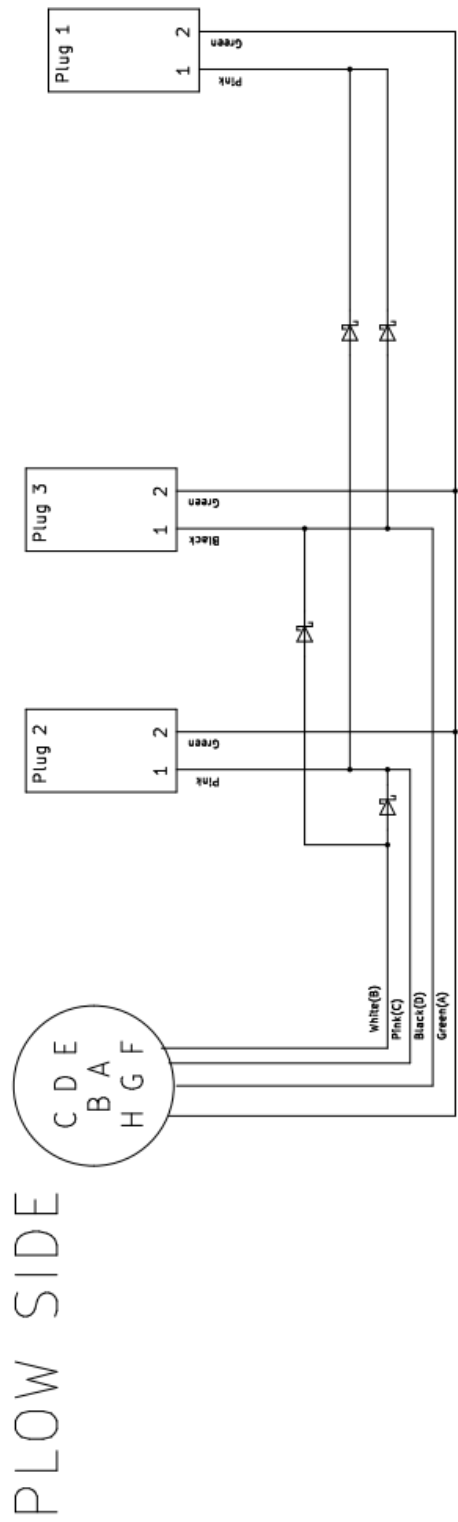 PLOW SIDE
C D E
B A
H G F
White(B)
Pink(C)
Black(D)
Green(A)
Plug 2
1 2
Pink
Green
Plug 3
1 2
Black
Green
Plug 1
1 2
Pink
Green